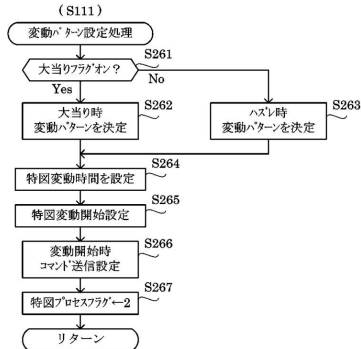 (S111)
変動パターン設定処理
S261
大当りフラグオン?
No
Yes
S262
大当り時
変動パターンを決定
S263
ハズレ時
変動パターンを決定
S264
特図変動時間を設定
S265
特図変動開始設定
S266
変動開始時
コマンド送信設定
S267
特図プロセスフラグ←2
リターン